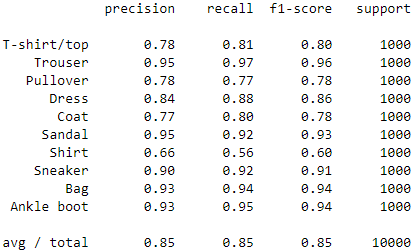 precision recall f1-score support
T-shirt/top 0.78 0.81 0.80 1000
Trouser 0.95 0.97 0.96 1000
Pullover 0.78 0.77 0.78 1000
Dress 0.84 0.88 0.86 1000
Coat 0.77 0.80 0.78 1000
Sandal 0.95 0.92 0.93 1000
Shirt 0.66 0.56 0.60 1000
Sneaker 0.90 0.92 0.91 1000
Bag 0.93 0.94 0.94 1000
Ankle boot 0.93 0.95 0.94 1000
avg / total 0.85 0.85 0.85 10000